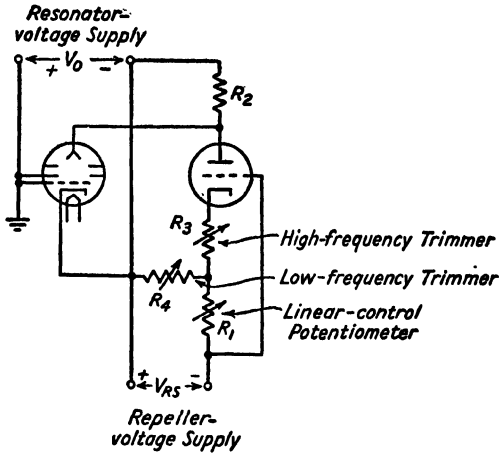 Resonator-
voltage Supply
+ V0 -
R2
R3
High-frequency Trimmer
Low-frequency Trimmer
R4
Linear-control
Potentiometer
R1
+ VRS -
Repeller-
voltage Supply